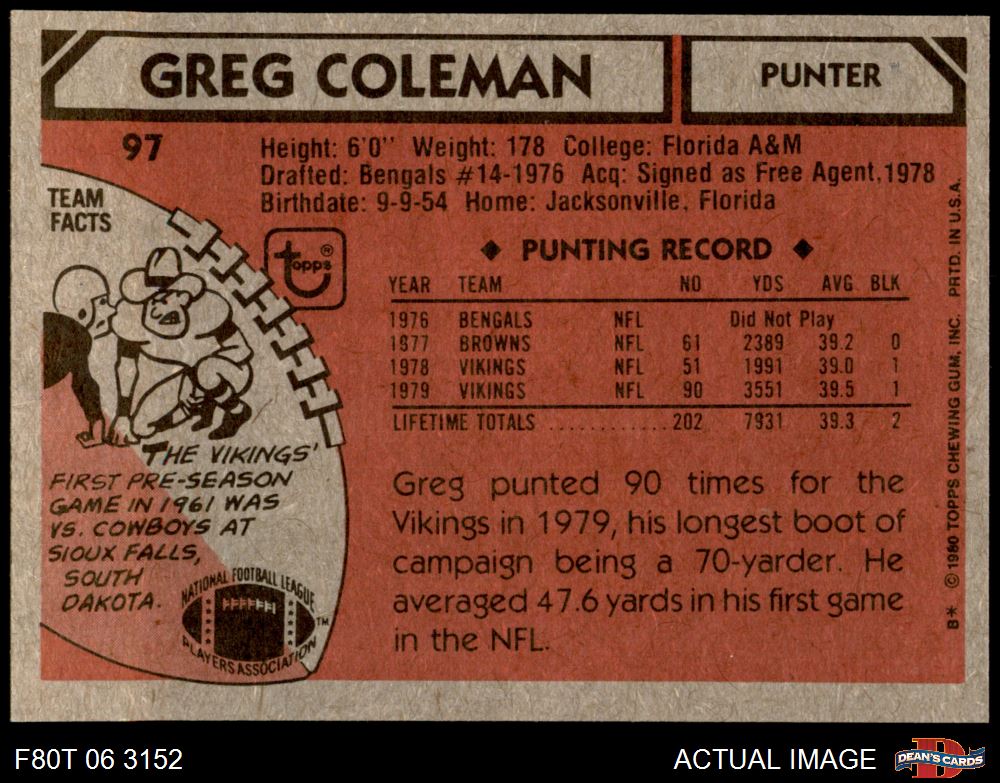 GREG COLEMAN
PUNTER
97
Height: 6'0" Weight: 178 College: Florida A&M
Drafted: Bengals #14-1976 Acq: Signed as Free Agent, 1978
Birthdate: 9-9-54 Home: Jacksonville, Florida
TEAM
FACTS
topps ®
◆ PUNTING RECORD ◆
YEAR TEAM NO YDS AVG BLK
1976 BENGALS NFL Did Not Play
1977 BROWNS NFL 61 2389 39.2 0
1978 VIKINGS NFL 51 1991 39.0 1
1979 VIKINGS NFL 90 3551 39.5 1
LIFETIME TOTALS ............ 202 7931 39.3 2
THE VIKINGS'
FIRST PRE-SEASON
GAME IN 1961 WAS
VS. COWBOYS AT
SIOUX FALLS,
SOUTH
DAKOTA.
NATIONAL FOOTBALL LEAGUE
PLAYERS ASSOCIATION
TM
Greg punted 90 times for the
Vikings in 1979, his longest boot of
campaign being a 70-yarder. He
averaged 47.6 yards in his first game
in the NFL.
B* © 1980 TOPPS CHEWING GUM, INC. PRTD. IN U.S.A.
F80T 06 3152
ACTUAL IMAGE
D
DEAN'S CARDS